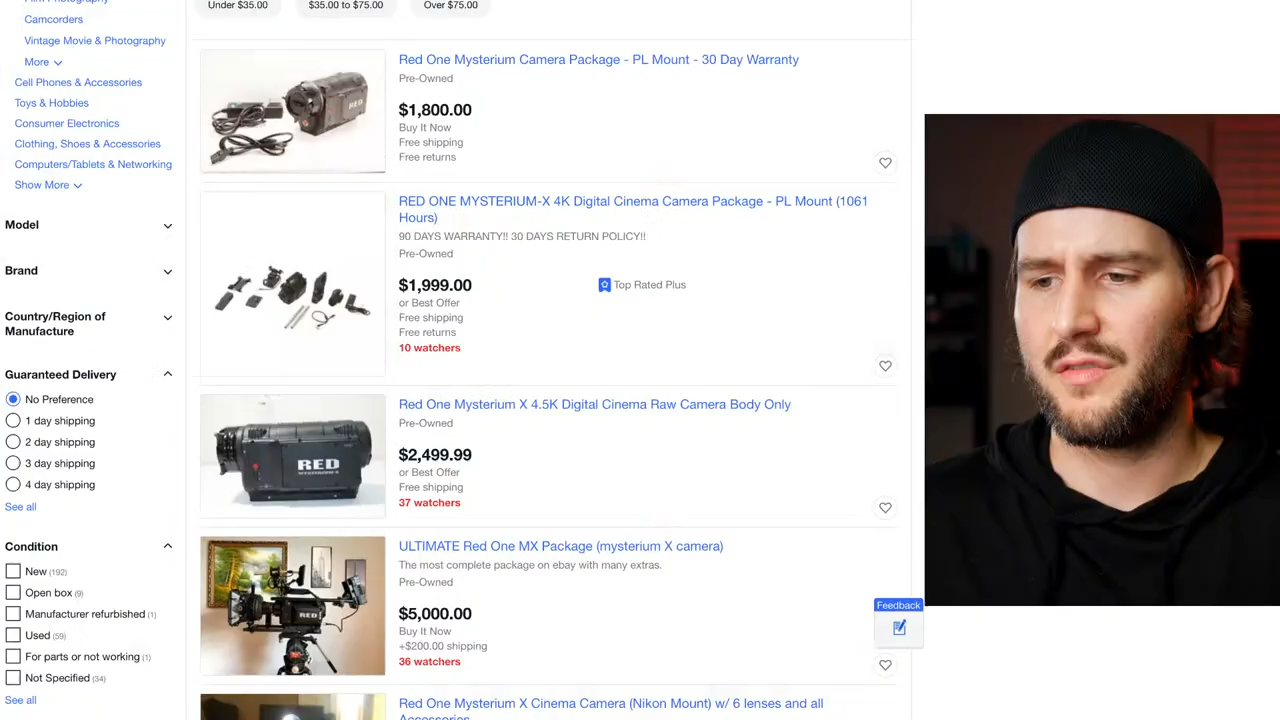 Under $35.00
$35.00 to $75.00
Over $75.00
Camcorders
Vintage Movie & Photography
More
Cell Phones & Accessories
Toys & Hobbies
Consumer Electronics
Clothing, Shoes & Accessories
Computers/Tablets & Networking
Show More
Model
Brand
Country/Region of
Manufacture
Guaranteed Delivery
No Preference
1 day shipping
2 day shipping
3 day shipping
4 day shipping
See all
Condition
New (192)
Open box (9)
Manufacturer refurbished (1)
Used (59)
For parts or not working (1)
Not Specified (34)
See all
Red One Mysterium Camera Package - PL Mount - 30 Day Warranty
Pre-Owned
$1,800.00
Buy It Now
Free shipping
Free returns
RED
RED ONE MYSTERIUM-X 4K Digital Cinema Camera Package - PL Mount (1061
Hours)
90 DAYS WARRANTY!! 30 DAYS RETURN POLICY!!
Pre-Owned
$1,999.00
Top Rated Plus
or Best Offer
Free shipping
Free returns
10 watchers
Red One Mysterium X 4.5K Digital Cinema Raw Camera Body Only
Pre-Owned
$2,499.99
or Best Offer
Free shipping
37 watchers
RED
ULTIMATE Red One MX Package (mysterium X camera)
The most complete package on ebay with many extras.
Pre-Owned
$5,000.00
Buy It Now
+$200.00 shipping
36 watchers
RED
Feedback
Red One Mysterium X Cinema Camera (Nikon Mount) w/ 6 lenses and all
Accessories